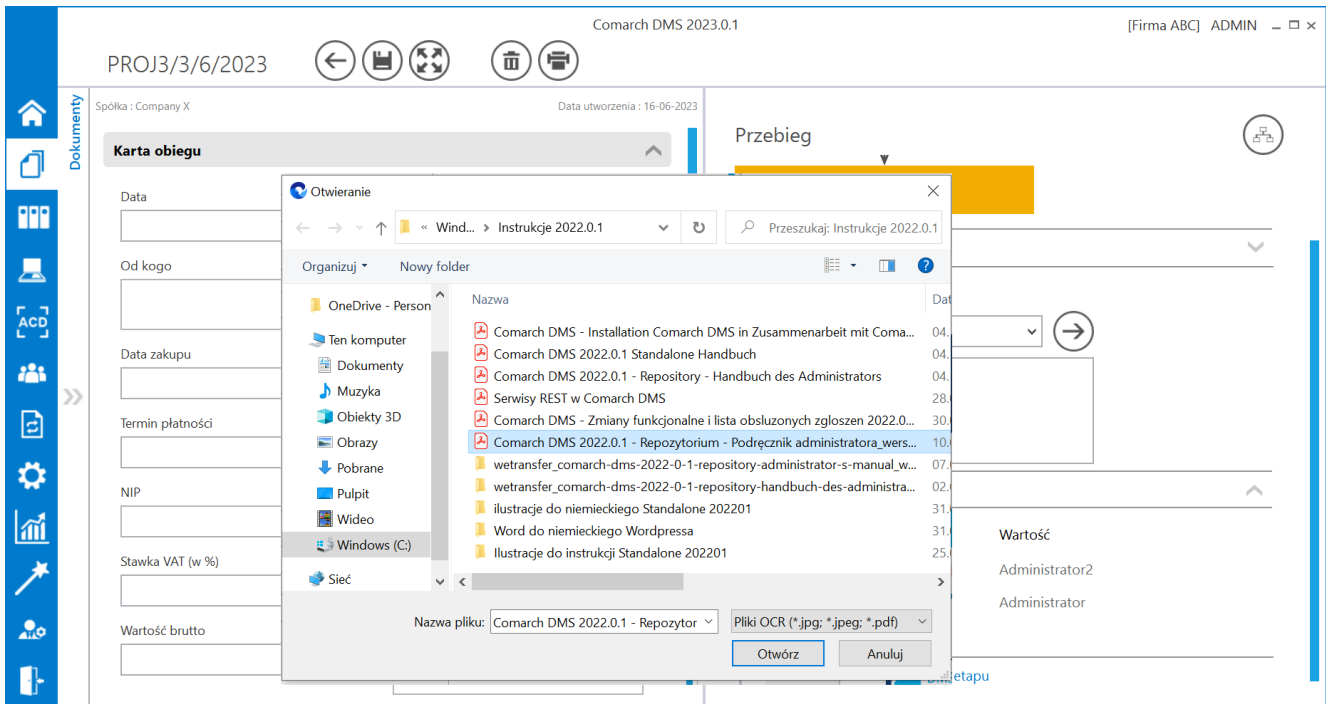 Comarch DMS 2023.0.1
[Firma ABC] ADMIN
PROJ3/3/6/2023
Dokumenty
Spółka : Company X
Data utworzenia : 16-06-2023
Karta obiegu
Przebieg
Data
Od kogo
Data zakupu
Termin płatności
NIP
Stawka VAT (w %)
Wartość brutto
ACD
Otwieranie
« Wind... > Instrukcje 2022.0.1
Przeszukaj: Instrukcje 2022.0.1
Organizuj
Nowy folder
OneDrive - Person
Ten komputer
Dokumenty
Muzyka
Obiekty 3D
Obrazy
Pobrane
Pulpit
Wideo
Windows (C:)
Sieć
Nazwa
Dat
Comarch DMS - Installation Comarch DMS in Zusammenarbeit mit Coma... 04.
Comarch DMS 2022.0.1 Standalone Handbuch 04.
Comarch DMS 2022.0.1 - Repository - Handbuch des Administrators 04.
Serwisy REST w Comarch DMS 28.
Comarch DMS - Zmiany funkcjonalne i lista obsluzonych zgloszen 2022.0... 30.
Comarch DMS 2022.0.1 - Repozytorium - Podręcznik administratora_wers... 10.
wetransfer_comarch-dms-2022-0-1-repository-administrator-s-manual_w... 07.
wetransfer_comarch-dms-2022-0-1-repository-handbuch-des-administra... 02.
ilustracje do niemieckiego Standalone 202201 31.
Word do niemieckiego Wordpressa 31.
Ilustracje do instrukcji Standalone 202201 25.
Nazwa pliku: Comarch DMS 2022.0.1 - Repozytor
Pliki OCR (*.jpg; *.jpeg; *.pdf)
Otwórz
Anuluj
Wartość
Administrator2
Administrator
etapu